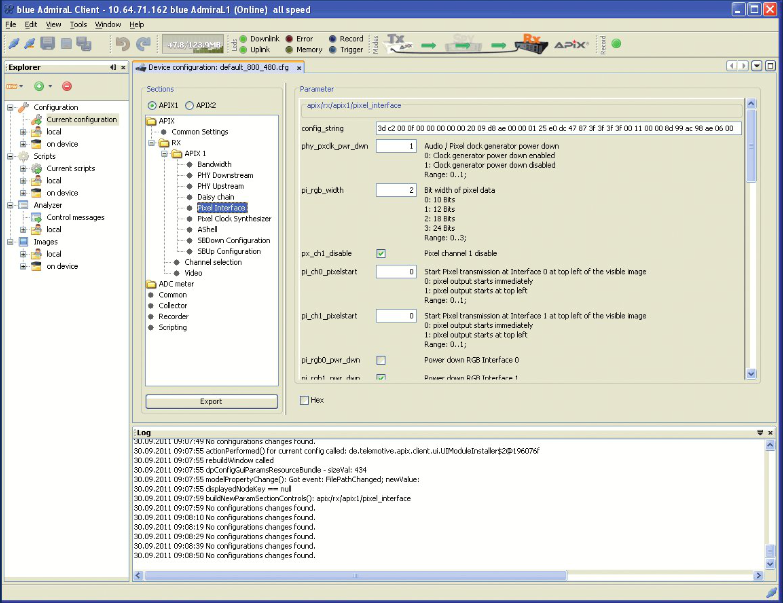 blue AdmiraL Client - 10.64.71.162 blue AdmiraL1 (Online) all speed
File Edit View Tools Window Help
+7.8/123.9MB
Leds
Downlink Error Record
Uplink Memory Trigger
Modes
Tx
Rx
APIX
Record
Explorer
Configuration
Current configuration
local
on device
Scripts
Current scripts
local
on device
Analyzer
Control messages
local
Images
local
on device
Device configuration: default_800_480.cfg
Sections
APIX1 APIX2
APIX
Common Settings
RX
APIX 1
Bandwidth
PHY Downstream
PHY Upstream
Daisy chain
Pixel Interface
Pixel Clock Synthesizer
AShell
SBDown Configuration
SBUp Configuration
Channel selection
Video
ADC meter
Common
Collector
Recorder
Scripting
Export
Parameter
apix/rx/apix1/pixel_interface
config_string 3d c2 00 0f 00 00 00 00 00 20 09 d8 ae 00 00 01 25 e0 dc 47 87 3f 3f 3f 3f 00 11 00 00 8d 99 ac 98 ae 06 00
phy_pxclk_pwr_dwn 1 Audio / Pixel clock generator power down
0: Clock generator power down enabled
1: Clock generator power down disabled
Range: 0..1;
pi_rgb_width 2 Bit width of pixel data
0: 10 Bits
1: 12 Bits
2: 18 Bits
3: 24 Bits
Range: 0..3;
px_ch1_disable Pixel channel 1 disable
pi_ch0_pixelstart 0 Start Pixel transmission at Interface 0 at top left of the visible image
0: pixel output starts immediately
1: pixel output starts at top left
Range: 0..1;
pi_ch1_pixelstart 0 Start Pixel transmission at Interface 1 at top left of the visible image
0: pixel output starts immediately
1: pixel output starts at top left
Range: 0..1;
pi_rgb0_pwr_dwn Power down RGB Interface 0
pi_rgb1_pwr_dwn Power down RGB Interface 1
Hex
Log
30.09.2011 09:07:49 No configurations changes found.
30.09.2011 09:07:55 actionPerformed() for current config called: de.telemotive.apix.client.ui.UIModuleInstaller$2@196076f
30.09.2011 09:07:55 rebuildWindow called
30.09.2011 09:07:55 dpConfigGuiParamsResourceBundle - sizeVal: 434
30.09.2011 09:07:55 modelPropertyChange(): Got event: FilePathChanged; newValue:
30.09.2011 09:07:55 displayedNodeKey == null
30.09.2011 09:07:59 buildNewParamSectionControls(): apix/rx/apix1/pixel_interface
30.09.2011 09:07:59 No configurations changes found.
30.09.2011 09:08:10 No configurations changes found.
30.09.2011 09:08:19 No configurations changes found.
30.09.2011 09:08:29 No configurations changes found.
30.09.2011 09:08:39 No configurations changes found.
30.09.2011 09:08:50 No configurations changes found.